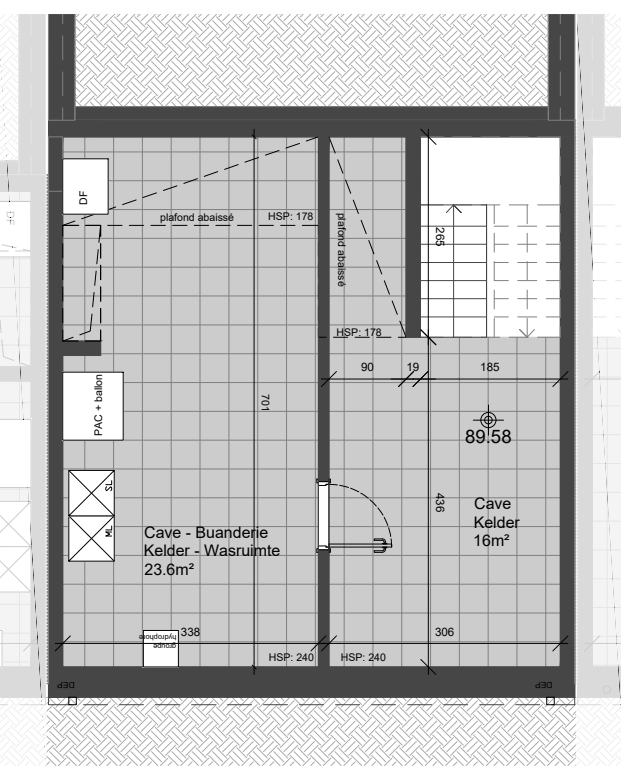 DF
DF
plafond abaissé
HSP: 178
plafond abaissé
265
HSP: 178
90
19
185
PAC + ballon
701
89.58
SL
ML
436
Cave
Kelder
16m²
Cave - Buanderie
Kelder - Wasruimte
23.6m²
groupe
hydrophore
338
306
HSP: 240
HSP: 240
DEP
DEP